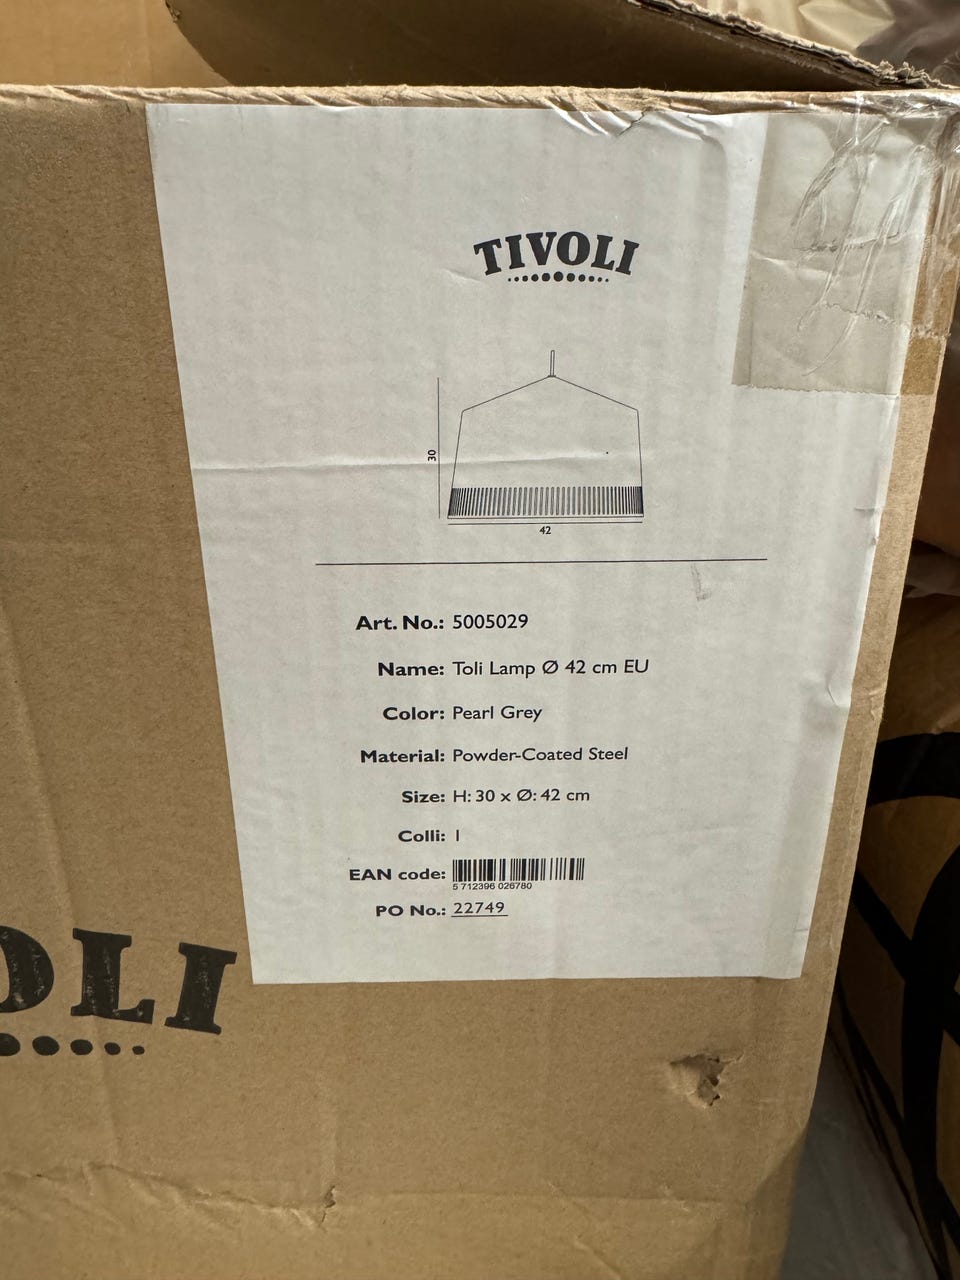 TIVOLI
30
42
Art. No.: 5005029
Name: Toli Lamp Ø 42 cm EU
Color: Pearl Grey
Material: Powder-Coated Steel
Size: H: 30 x Ø: 42 cm
Colli: 1
EAN code:
5 712396 026780
PO No.: 22749
OLI